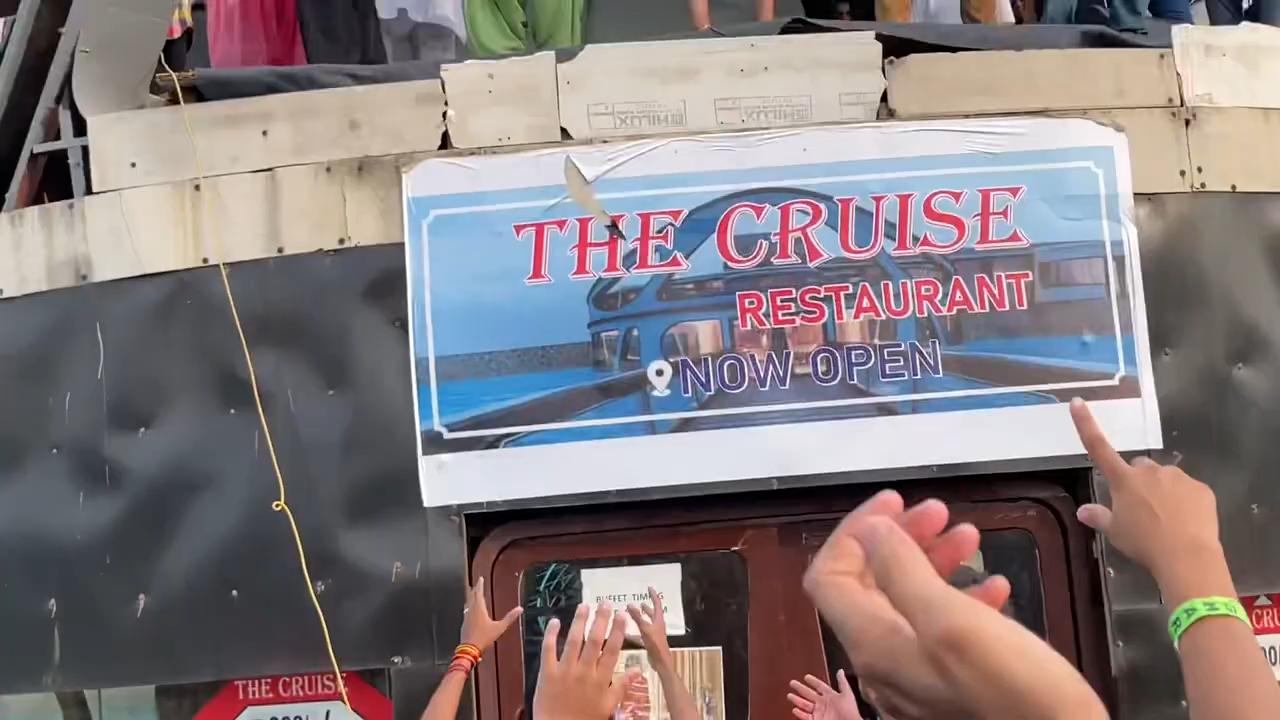 THE CRUISE
RESTAURANT
NOW OPEN
BUFFET TIMING
THE CRUISE